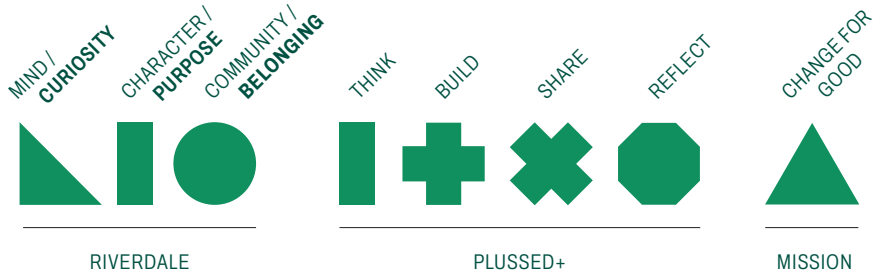 MIND /
CURIOSITY
CHARACTER /
PURPOSE
COMMUNITY /
BELONGING
THINK
BUILD
SHARE
REFLECT
CHANGE FOR
GOOD
RIVERDALE
PLUSSED+
MISSION